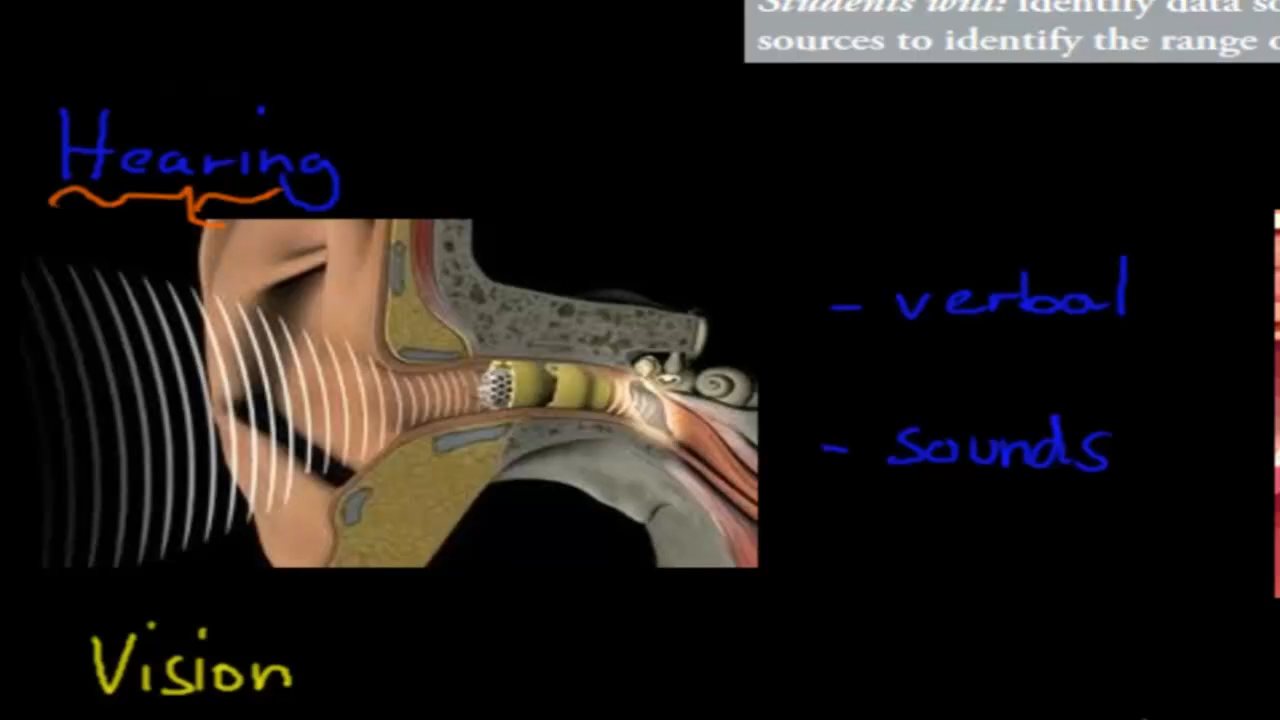 Students will: identify data so
sources to identify the range
Hearing
- verbal
- sounds
Vision